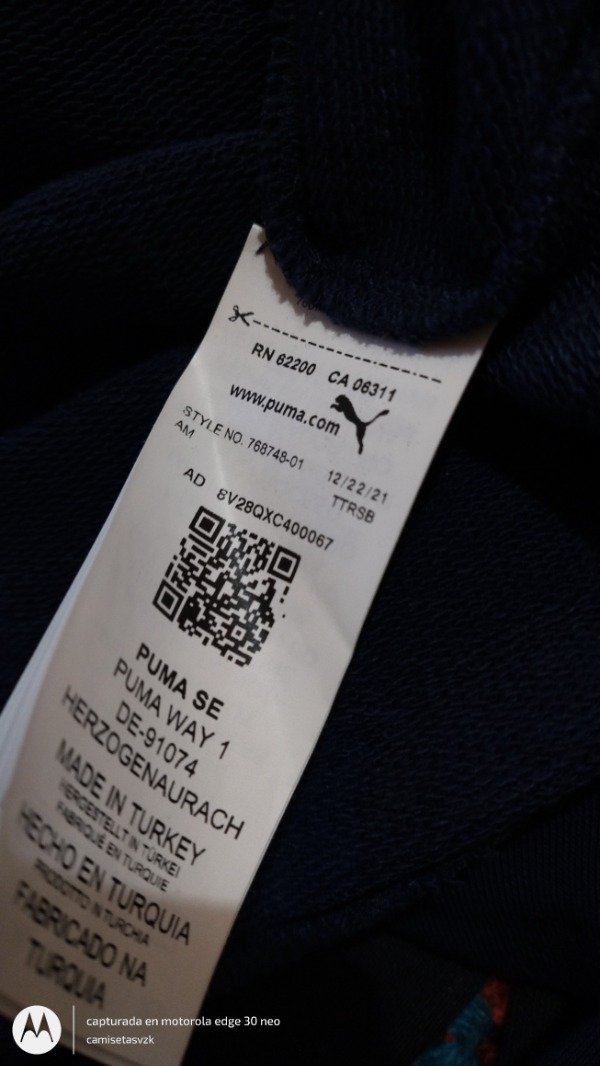 RN 62200 CA 06311
www.puma.com
STYLE NO. 768748-01 12/22/21
AM TTRSB
AD 8V28QXC400067
PUMA SE
PUMA WAY 1
DE-91074
HERZOGENAURACH
MADE IN TURKEY
HERGESTELLT IN TÜRKEI
FABRIQUÉ EN TURQUIE
HECHO EN TURQUIA
PRODOTTO IN TURCHIA
FABRICADO NA
TURQUIA
capturada en motorola edge 30 neo
camisetasvzk